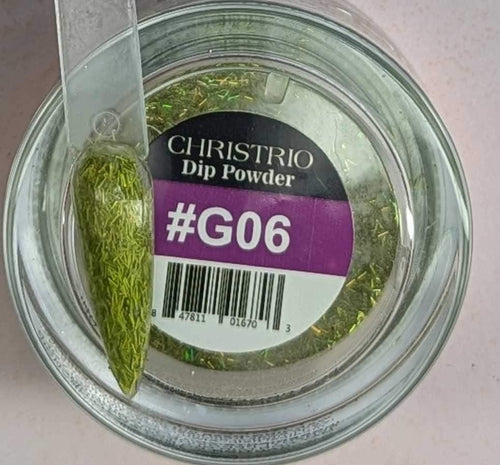 CHRISTRIO
Dip Powder
#G06
8 47811 01670 3